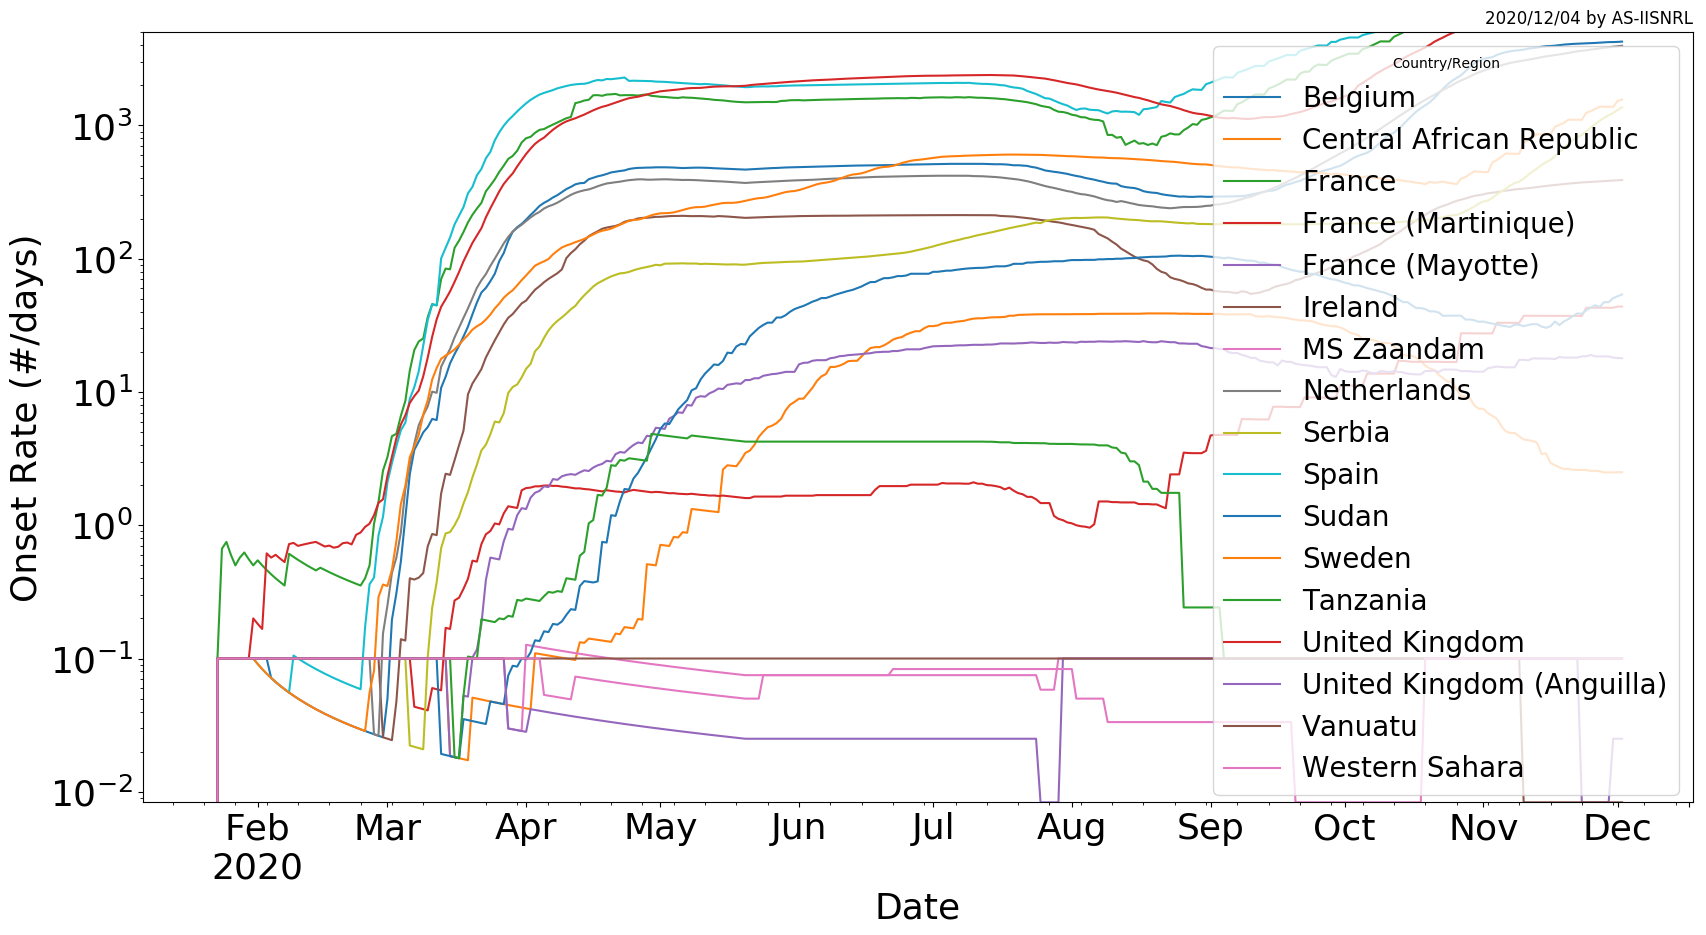 2020/12/04 by AS-IISNRL
Country/Region
Belgium
Central African Republic
France
France (Martinique)
France (Mayotte)
Ireland
MS Zaandam
Netherlands
Serbia
Spain
Sudan
Sweden
Tanzania
United Kingdom
United Kingdom (Anguilla)
Vanuatu
Western Sahara
Onset Rate (#/days)
10³
10²
10¹
10⁰
10⁻¹
10⁻²
Feb Mar Apr May Jun Jul Aug Sep Oct Nov Dec
2020
Date